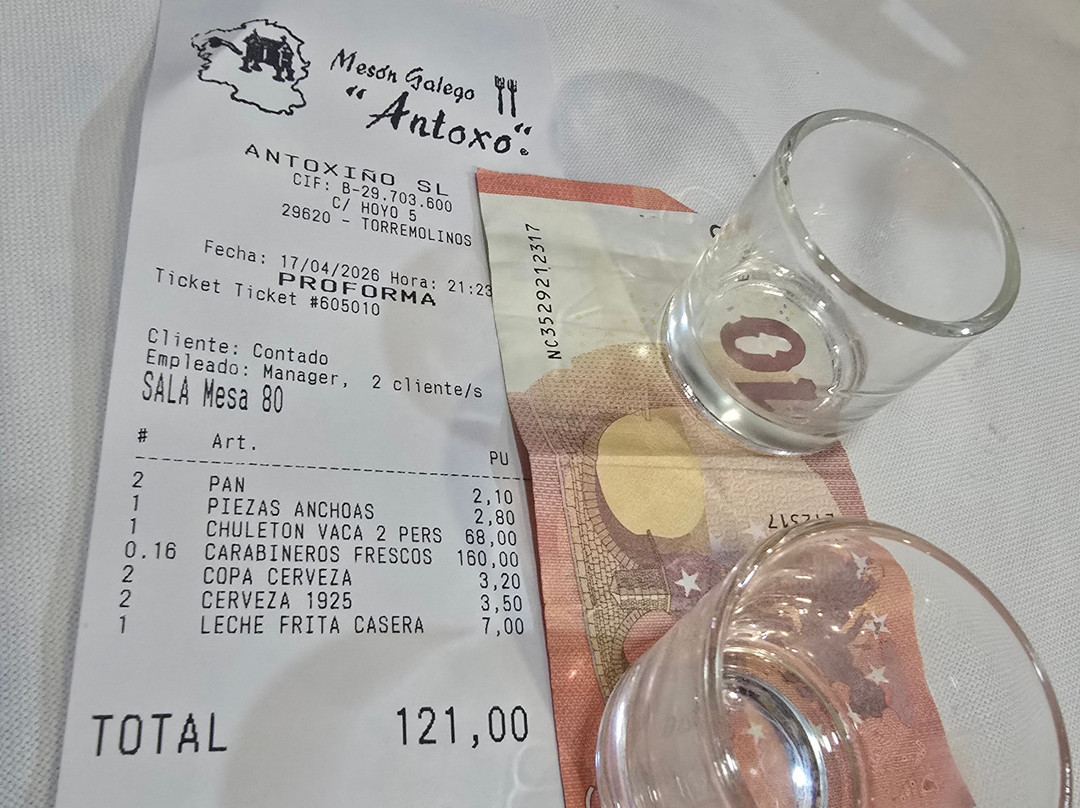 Mesón Galego
"Antoxo"
ANTOXIÑO SL
CIF: B-29.703.600
C/ HOYO 5
29620 - TORREMOLINOS
Fecha: 17/04/2026 Hora: 21:23
PROFORMA
Ticket Ticket #605010
Cliente: Contado
Empleado: Manager, 2 cliente/s
SALA Mesa 80
# Art. PU
2 PAN 2,10
1 PIEZAS ANCHOAS 2,80
1 CHULETON VACA 2 PERS 68,00
0.16 CARABINEROS FRESCOS 160,00
2 COPA CERVEZA 3,20
2 CERVEZA 1925 3,50
1 LECHE FRITA CASERA 7,00
TOTAL 121,00
NC3529212317
10
212317